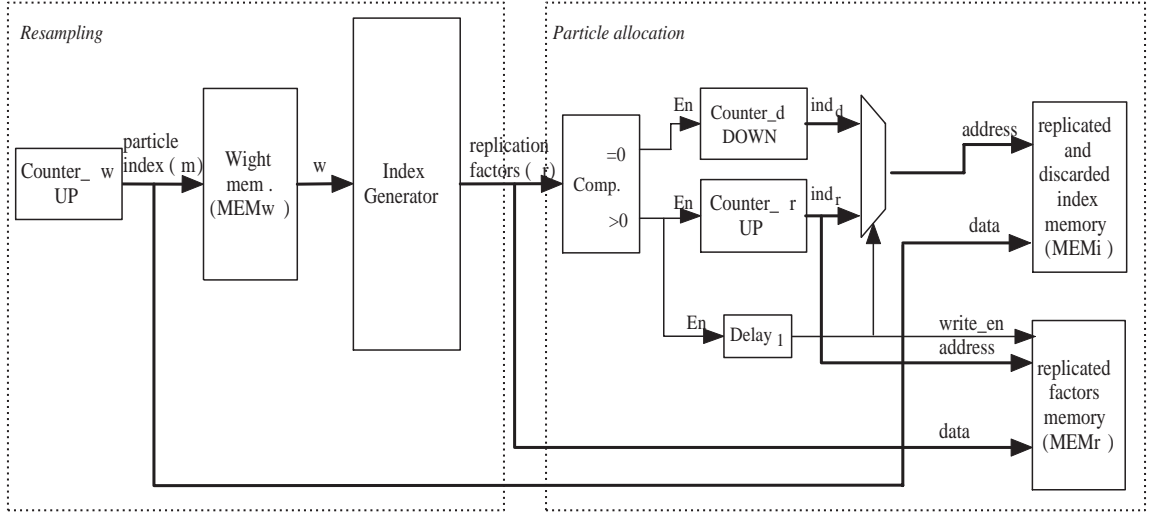 Resampling
Counter_ w
UP
particle
index ( m)
Wight
mem .
(MEMw )
w
Index
Generator
replication
factors ( r)
Particle allocation
Comp.
=0
>0
En
Counter_d
DOWN
ind d
En
Counter_ r
UP
ind r
En
Delay 1
address
data
replicated
and
discarded
index
memory
(MEMi )
write_en
address
data
replicated
factors
memory
(MEMr )